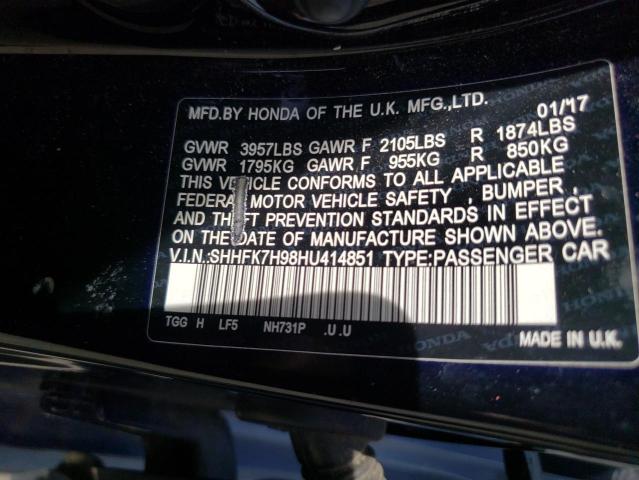 MFD.BY HONDA OF THE U.K. MFG.,LTD. 01/17
GVWR 3957LBS GAWR F 2105LBS R 1874LBS
GVWR 1795KG GAWR F 955KG R 850KG
THIS VEHICLE CONFORMS TO ALL APPLICABLE
FEDERAL MOTOR VEHICLE SAFETY , BUMPER ,
AND THEFT PREVENTION STANDARDS IN EFFECT
ON THE DATE OF MANUFACTURE SHOWN ABOVE.
V.I.N.:SHHFK7H98HU414851 TYPE:PASSENGER CAR
TGG H LF5 NH731P .U.U
MADE IN U.K.